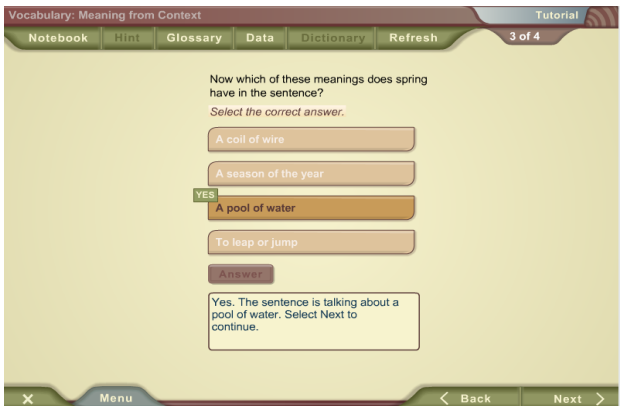 Vocabulary: Meaning from Context
Tutorial
Notebook Hint Glossary Data Dictionary Refresh
3 of 4
Now which of these meanings does spring
have in the sentence?
Select the correct answer.
A coil of wire
A season of the year
YES
A pool of water
To leap or jump
Answer
Yes. The sentence is talking about a
pool of water. Select Next to
continue.
X Menu < Back Next >